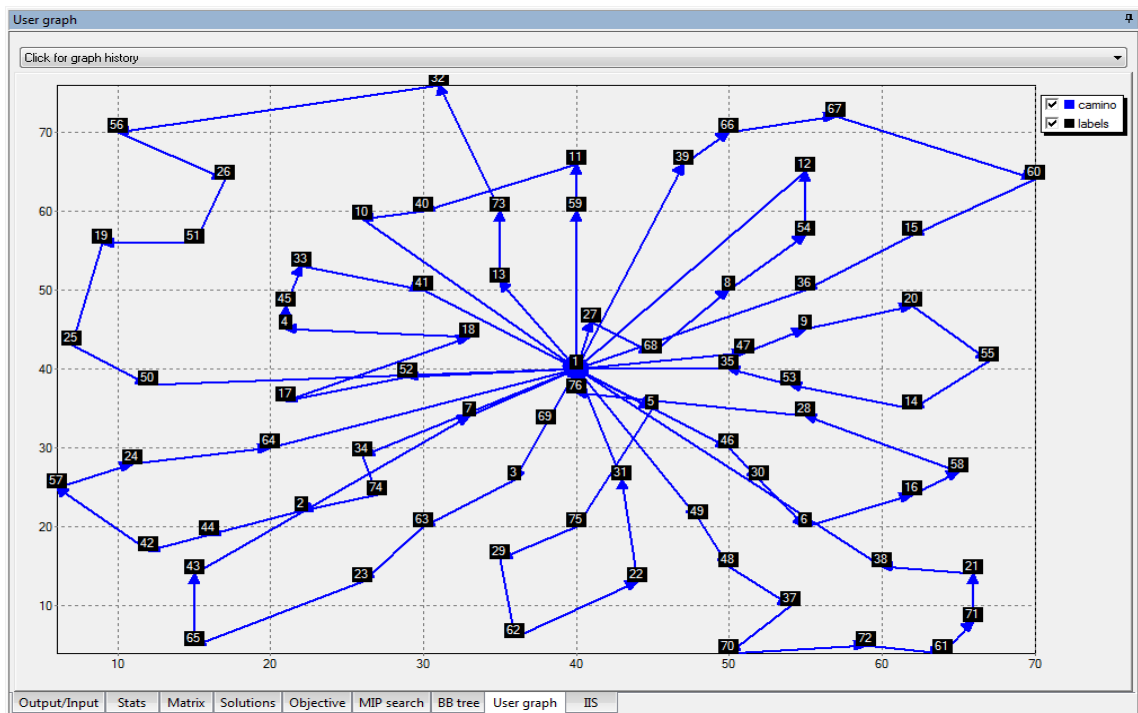 User graph
Click for graph history
32
70 56 66 67 camino
labels
26 11 39 12 60
60 10 40 73 59 54 15
19 51
33 13 41 8 36
50
45 4 18 27 9 20
25 68 47
40 50 17 52 1 35 53 55
7 76 5 28 14
69
30 24 64 34 3 31 46 30 58
57 74 2 16
20 42 44 63 75 49 6
43 23 29 22 48 38 21
10 65 62 37 71
70 72 61
10 20 30 40 50 60 70
Output/Input Stats Matrix Solutions Objective MIP search BB tree User graph IIS